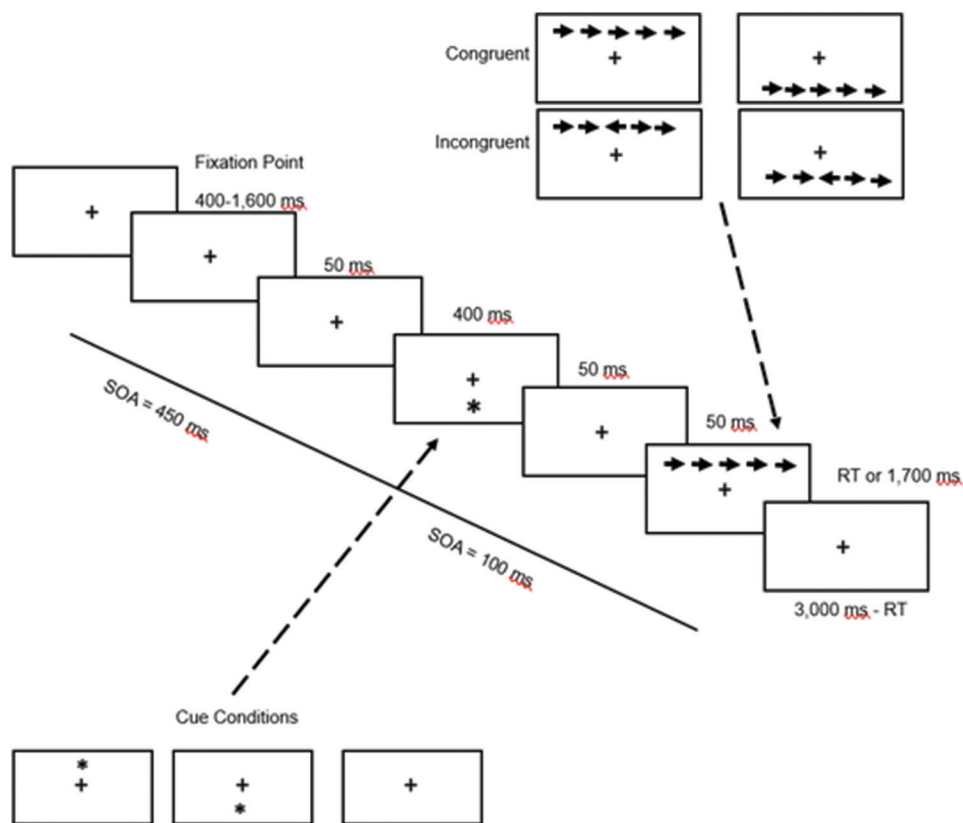 Congruent
Incongruent
Fixation Point
400-1,600 ms
50 ms
400 ms
50 ms
50 ms
RT or 1,700 ms
3,000 ms - RT
SOA = 450 ms
SOA = 100 ms
Cue Conditions